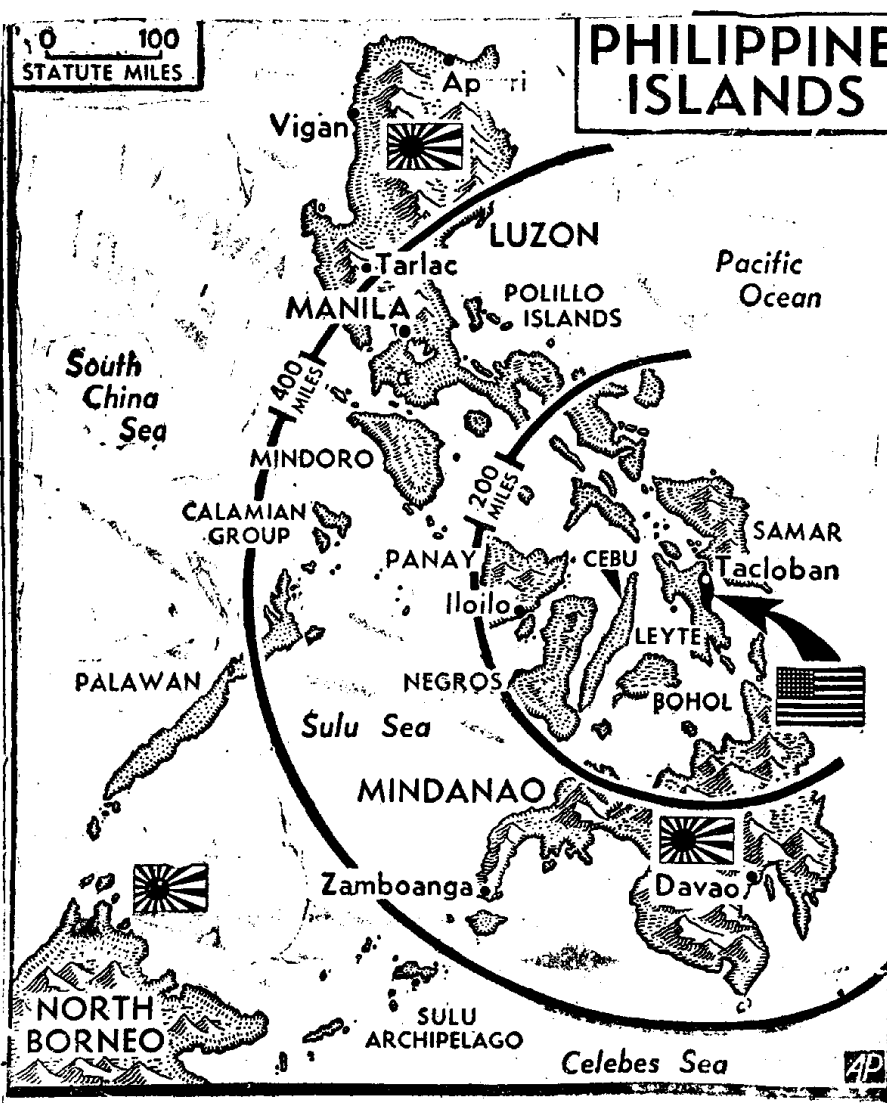 0 100
STATUTE MILES
PHILIPPINE
ISLANDS
Vigan
LUZON
Tarlac
Pacific
Ocean
MANILA
POLILLO
ISLANDS
South
China
Sea
400
MILES
MINDORO
200
MILES
CALAMIAN
GROUP
SAMAR
PANAY
CEBU
Tacloban
Iloilo
LEYTE
PALAWAN
NEGROS
BOHOL
Sulu Sea
MINDANAO
Zamboanga
Davao
NORTH
BORNEO
SULU
ARCHIPELAGO
Celebes Sea
AP